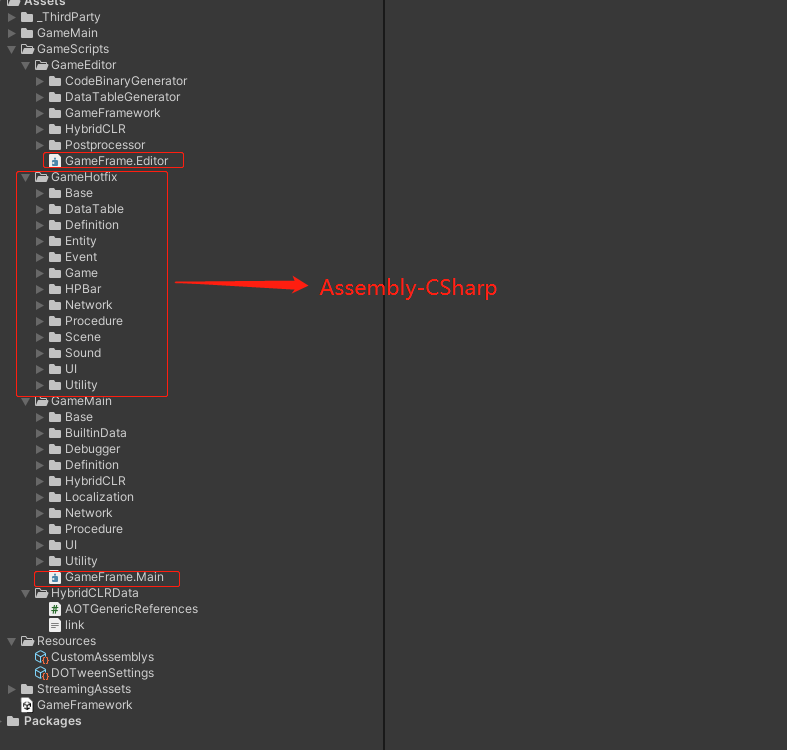 Assets
_ThirdParty
GameMain
GameScripts
GameEditor
CodeBinaryGenerator
DataTableGenerator
GameFramework
HybridCLR
Postprocessor
GameFrame.Editor
GameHotfix
Base
DataTable
Definition
Entity
Event
Game
HPBar
Network
Procedure
Scene
Sound
UI
Utility
Assembly-CSharp
GameMain
Base
BuiltinData
Debugger
Definition
HybridCLR
Localization
Network
Procedure
UI
Utility
GameFrame.Main
HybridCLRData
AOTGenericReferences
link
Resources
CustomAssemblys
DOTweenSettings
StreamingAssets
GameFramework
Packages